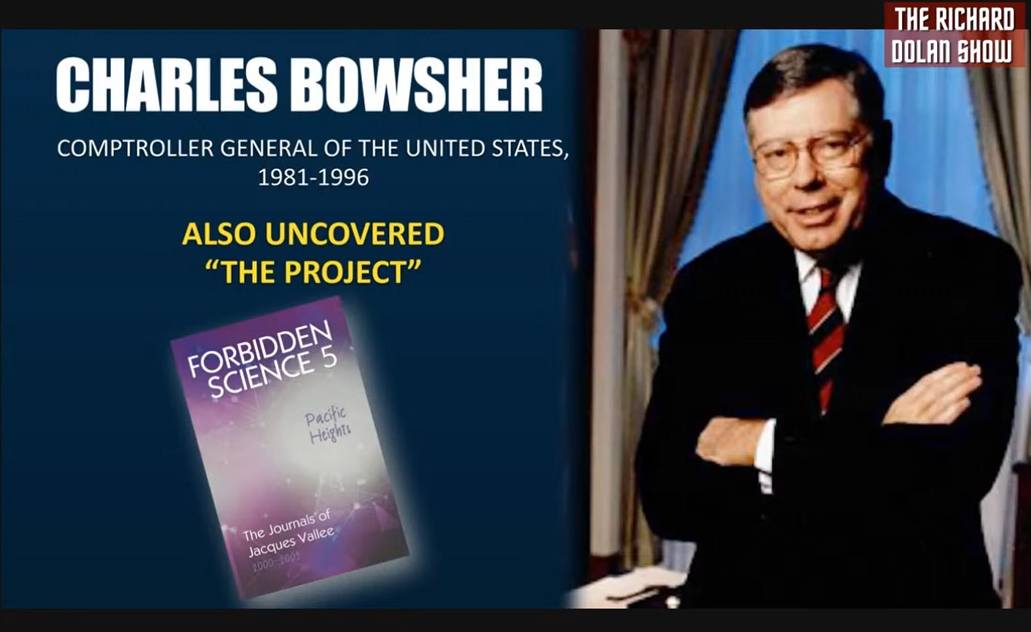 THE RICHARD
DOLAN SHOW
CHARLES BOWSHER
COMPTROLLER GENERAL OF THE UNITED STATES,
1981-1996
ALSO UNCOVERED
“THE PROJECT”
FORBIDDEN
SCIENCE 5
Pacific
Heights
The Journals of
Jacques Vallee